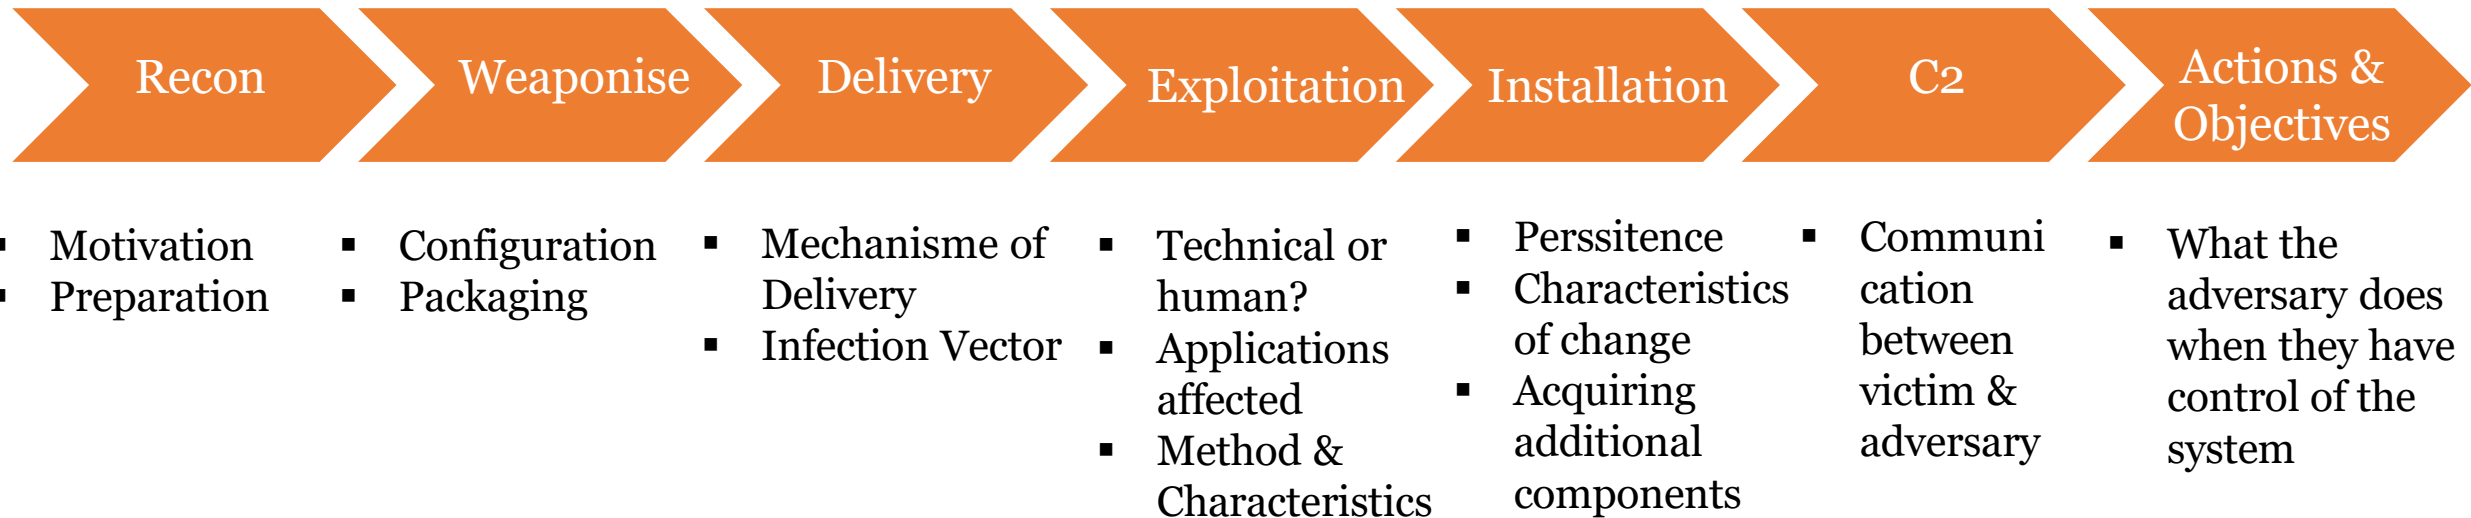 Recon
Weaponise
Delivery
Exploitation
Installation
C2
Actions &
Objectives
▪ Motivation
▪ Preparation
▪ Configuration
▪ Packaging
▪ Mechanisme of
Delivery
▪ Infection Vector
▪ Technical or
human?
▪ Applications
affected
▪ Method &
Characteristics
▪ Perssitence
▪ Characteristics
of change
▪ Acquiring
additional
components
▪ Communi
cation
between
victim &
adversary
▪ What the
adversary does
when they have
control of the
system